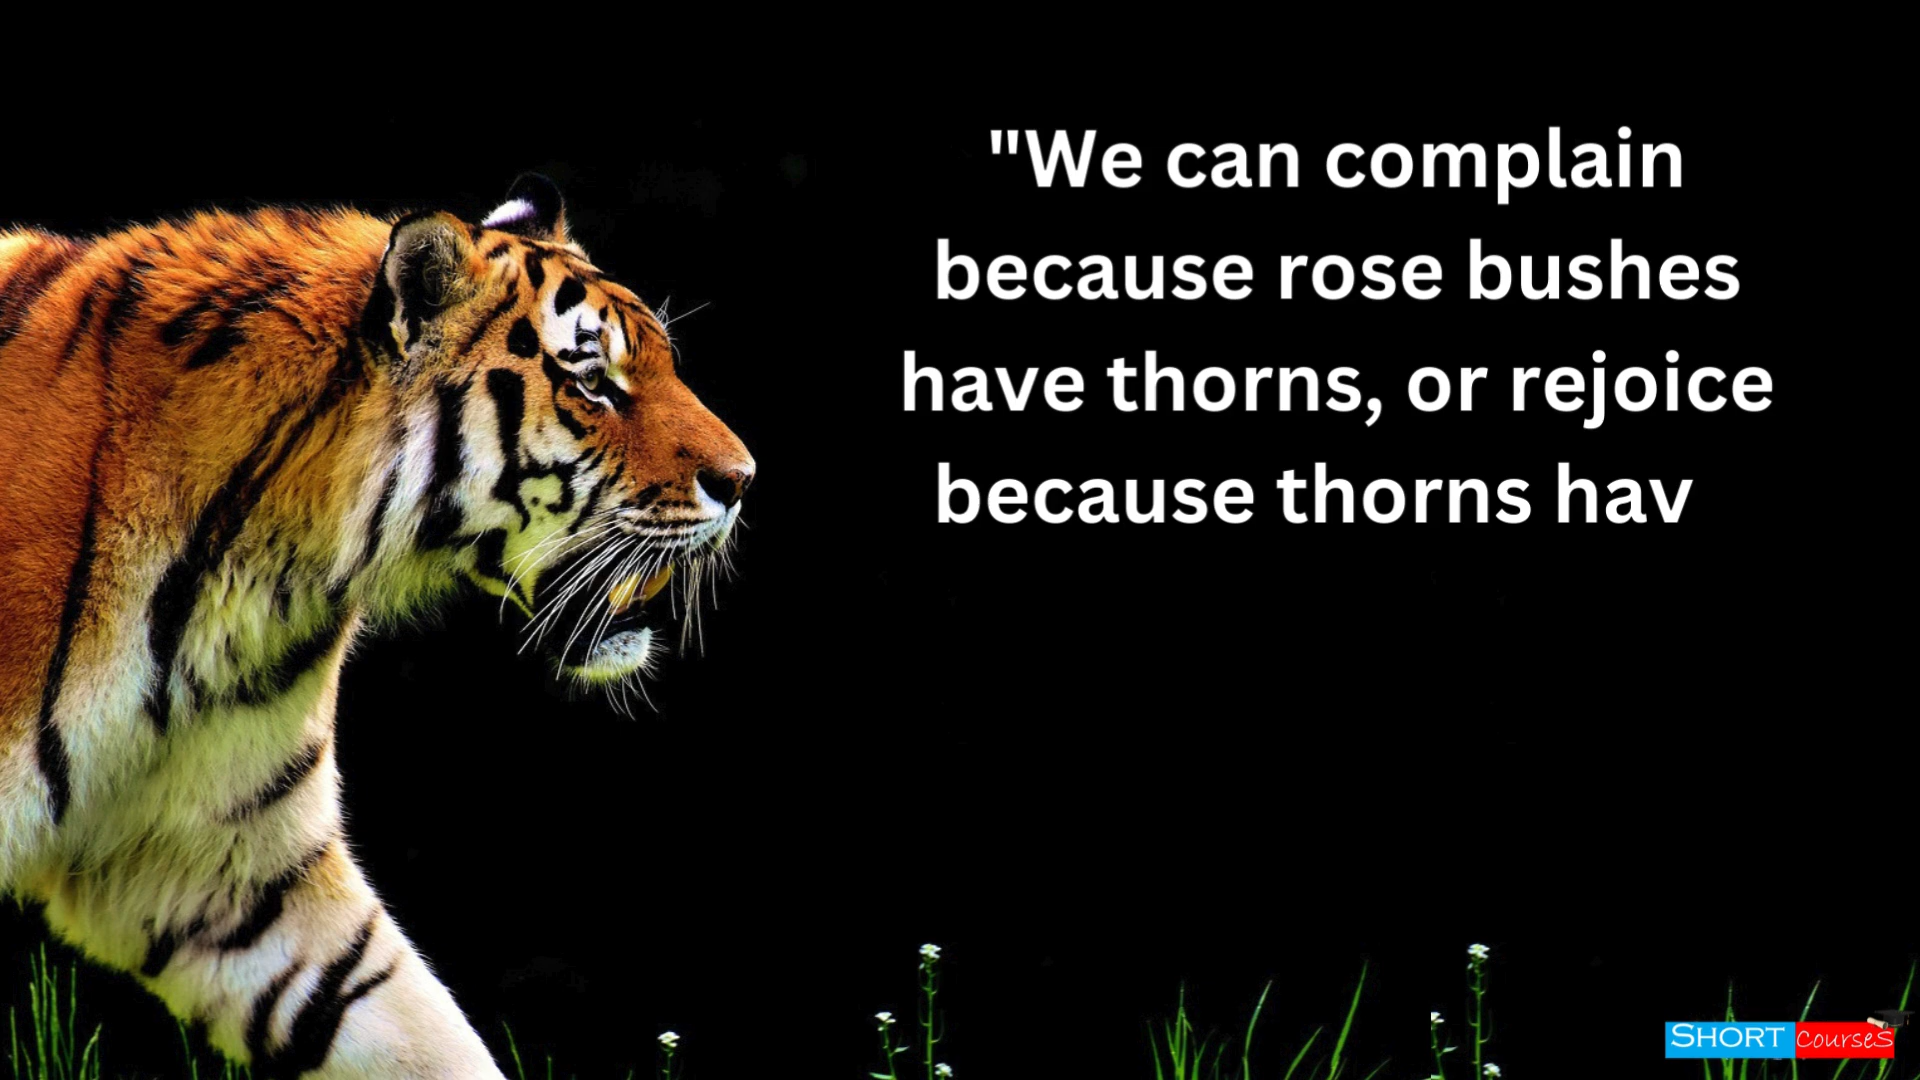 "We can complain
because rose bushes
have thorns, or rejoice
because thorns hav
SHORT Courses